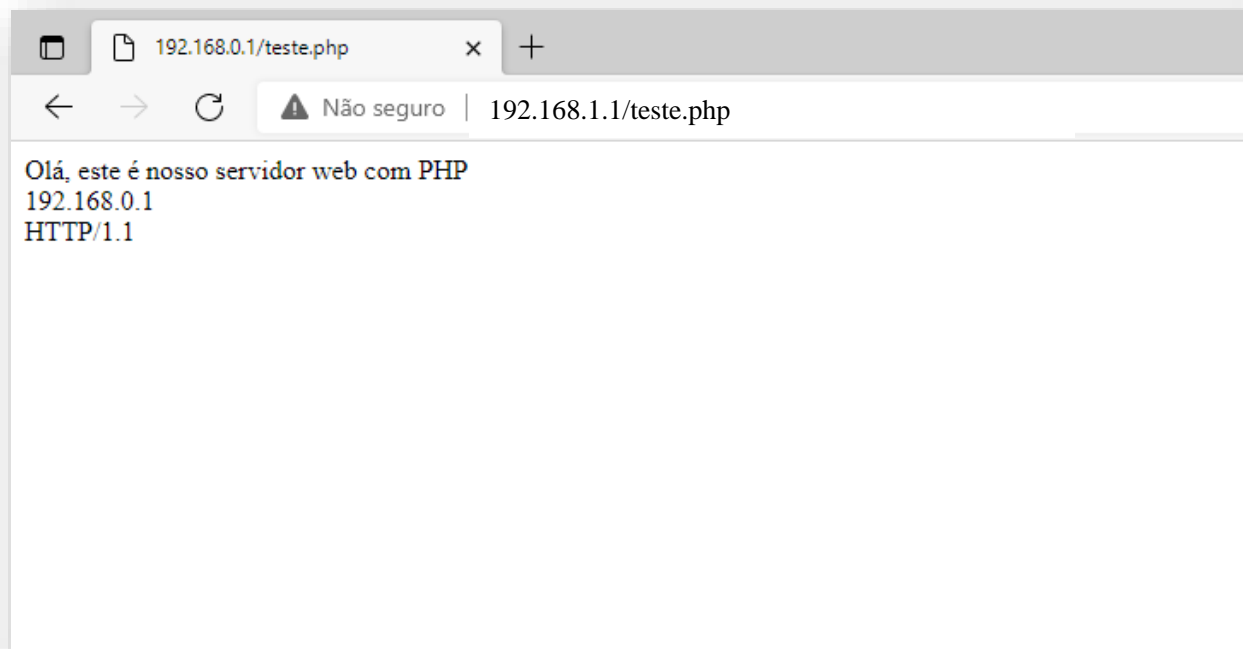 192.168.0.1/teste.php
Não seguro
192.168.1.1/teste.php
Olá, este é nosso servidor web com PHP
192.168.0.1
HTTP/1.1